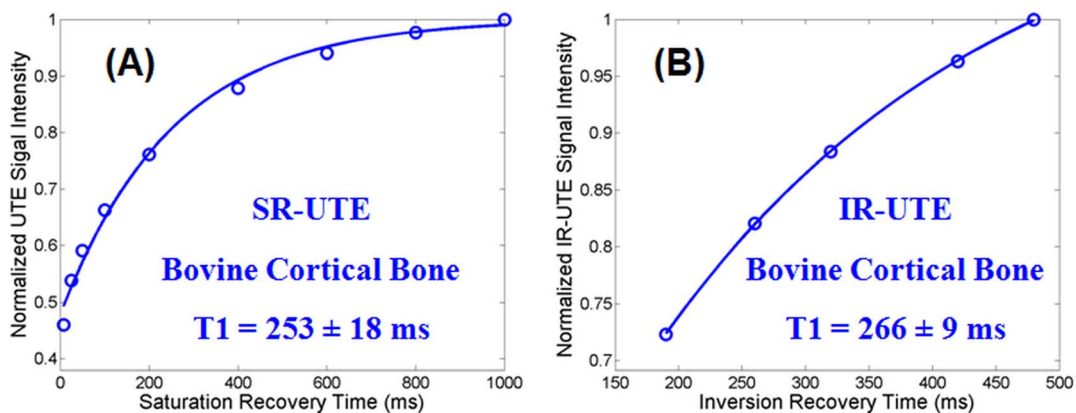 (A)
Normalized UTE Sigal Intensity
1
0.9
0.8
0.7
0.6
0.5
0.4
SR-UTE
Bovine Cortical Bone
T1 = 253 ± 18 ms
0 200 400 600 800 1000
Saturation Recovery Time (ms)
(B)
Normalized IR-UTE Signal Intensity
1
0.95
0.9
0.85
0.8
0.75
0.7
IR-UTE
Bovine Cortical Bone
T1 = 266 ± 9 ms
150 200 250 300 350 400 450 500
Inversion Recovery Time (ms)